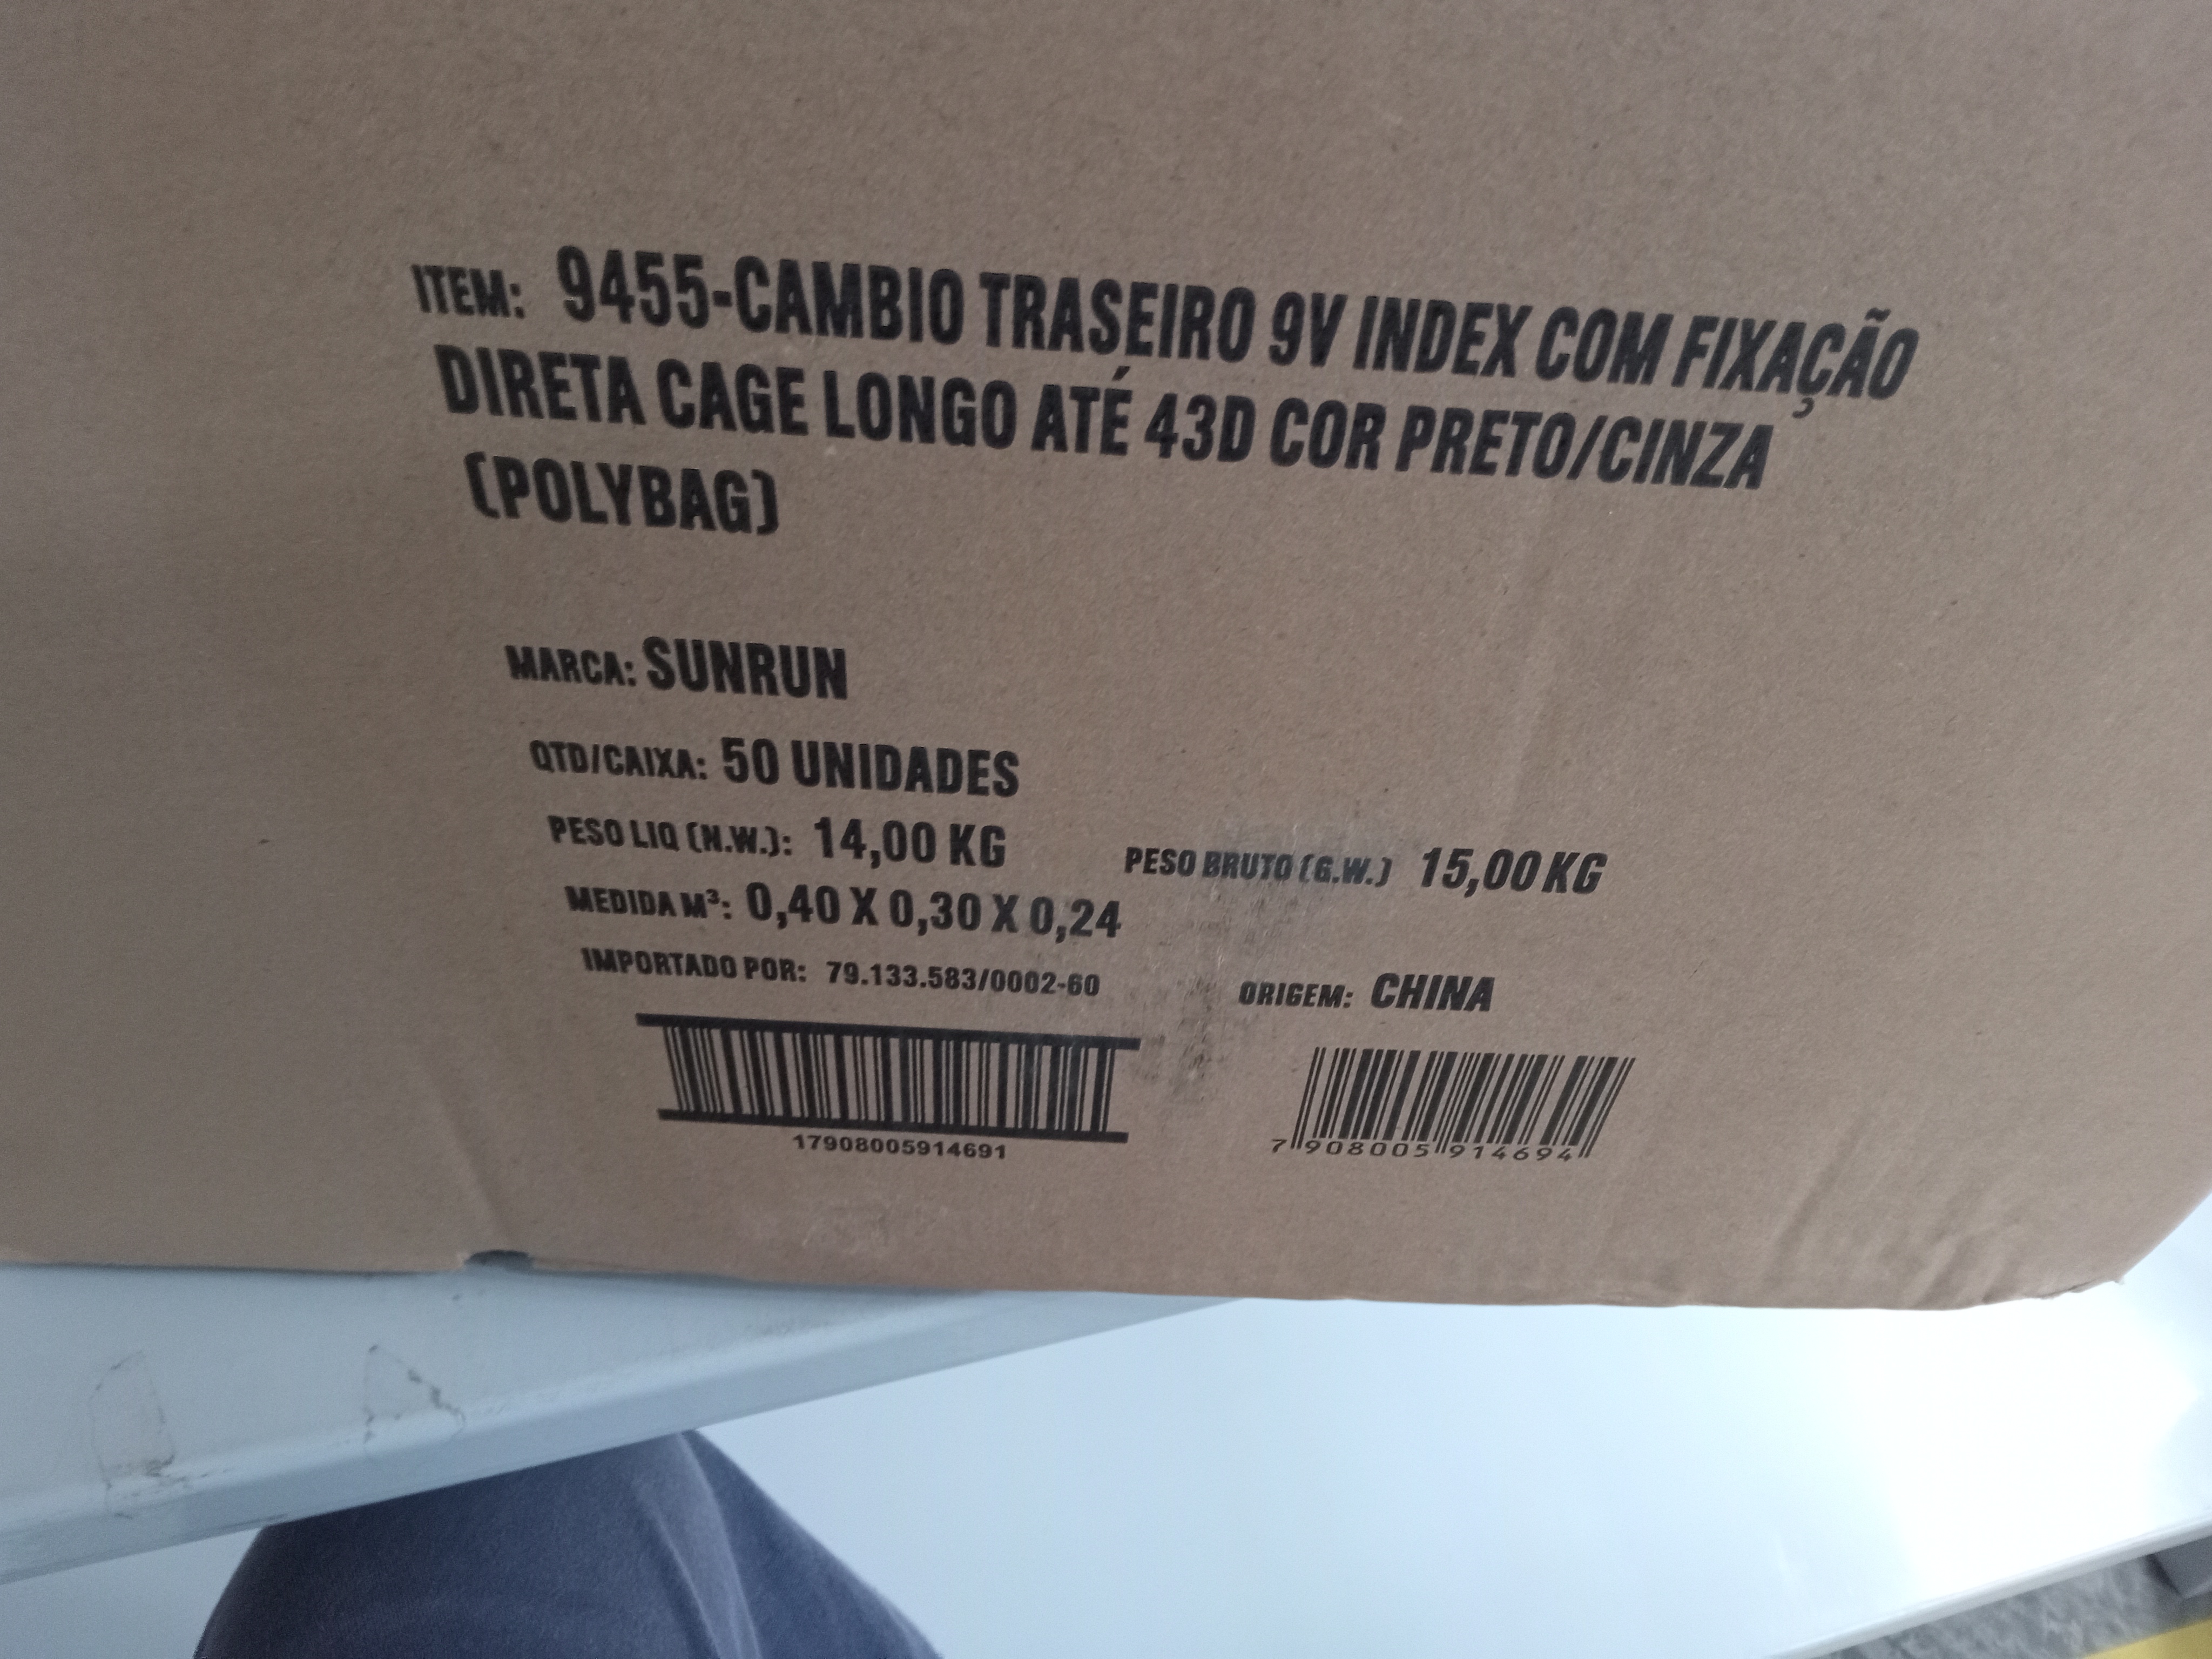 ITEM: 9455-CAMBIO TRASEIRO 9V INDEX COM FIXAÇÃO
DIRETA CAGE LONGO ATÉ 43D COR PRETO/CINZA
(POLYBAG)
MARCA: SUNRUN
QTD/CAIXA: 50 UNIDADES
PESO LIQ (N.W.): 14,00 KG PESO BRUTO (G.W.) 15,00 KG
MEDIDA M³: 0,40 X 0,30 X 0,24
IMPORTADO POR: 79.133.583/0002-60 ORIGEM: CHINA
17908005914691 7 908005 914694